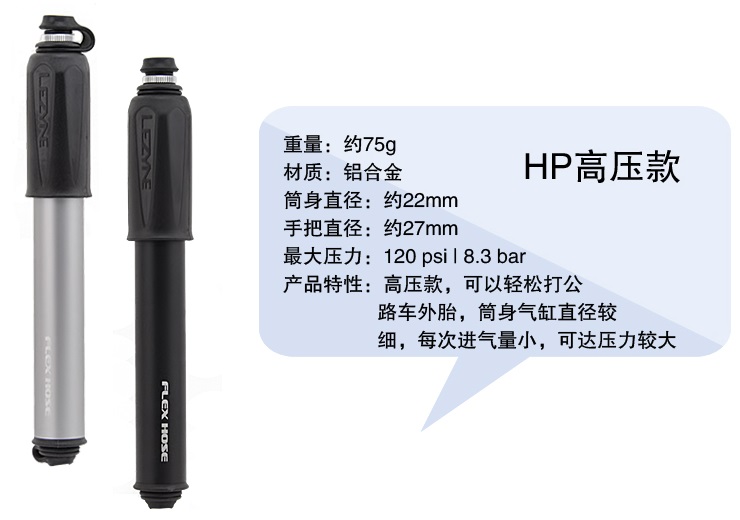 LEZYNE
FLEX HOSE
LEZYNE
FLEX HOSE
HP高压款
重量：约75g
材质：铝合金
筒身直径：约22mm
手把直径：约27mm
最大压力：120 psi | 8.3 bar
产品特性：高压款，可以轻松打公
路车外胎，筒身气缸直径较
细，每次进气量小，可达压力较大